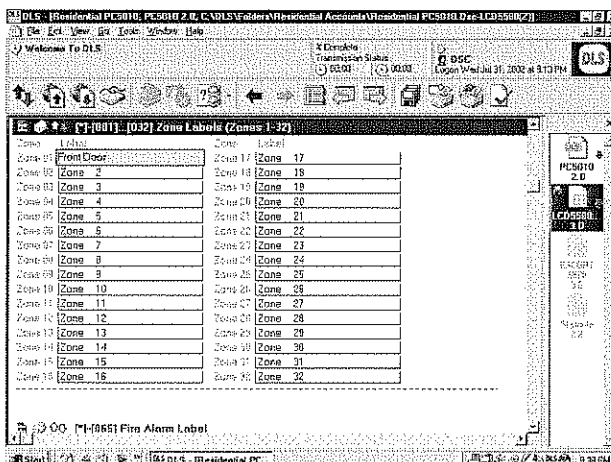 DLS - [Residential PC5010; PC5010 2.0; C:\DLS\Folders\Residential Accounts\Residential PC5010.Dsc-LCD5500(Z)]
File Edit View Go Tools Window Help
Welcome To DLS
% Complete
Transmission Status
00:00 00:00
DSC
Logon Wed Jul 31, 2002 at 9:13 PM
DLS
[*]-[001]..[032] Zone Labels (Zones 1-32)
Zone Label Zone Label
Zone 01 Front Door Zone 17 Zone 17
Zone 02 Zone 2 Zone 18 Zone 18
Zone 03 Zone 3 Zone 19 Zone 19
Zone 04 Zone 4 Zone 20 Zone 20
Zone 05 Zone 5 Zone 21 Zone 21
Zone 06 Zone 6 Zone 22 Zone 22
Zone 07 Zone 7 Zone 23 Zone 23
Zone 08 Zone 8 Zone 24 Zone 24
Zone 09 Zone 9 Zone 25 Zone 25
Zone 10 Zone 10 Zone 26 Zone 26
Zone 11 Zone 11 Zone 27 Zone 27
Zone 12 Zone 12 Zone 28 Zone 28
Zone 13 Zone 13 Zone 29 Zone 29
Zone 14 Zone 14 Zone 30 Zone 30
Zone 15 Zone 15 Zone 31 Zone 31
Zone 16 Zone 16 Zone 32 Zone 32
[*]-[065] Fire Alarm Label
PC5010
2.0
LCD5500
3.0
Start
DLS - [Residential PC...